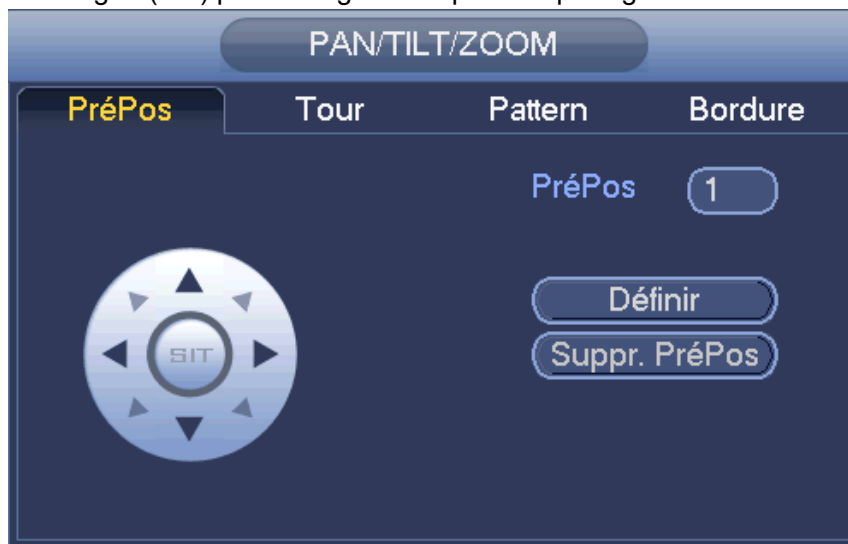 PAN/TILT/ZOOM
PréPos Tour Pattern Bordure
PréPos 1
Définir
SIT
Suppr. PréPos